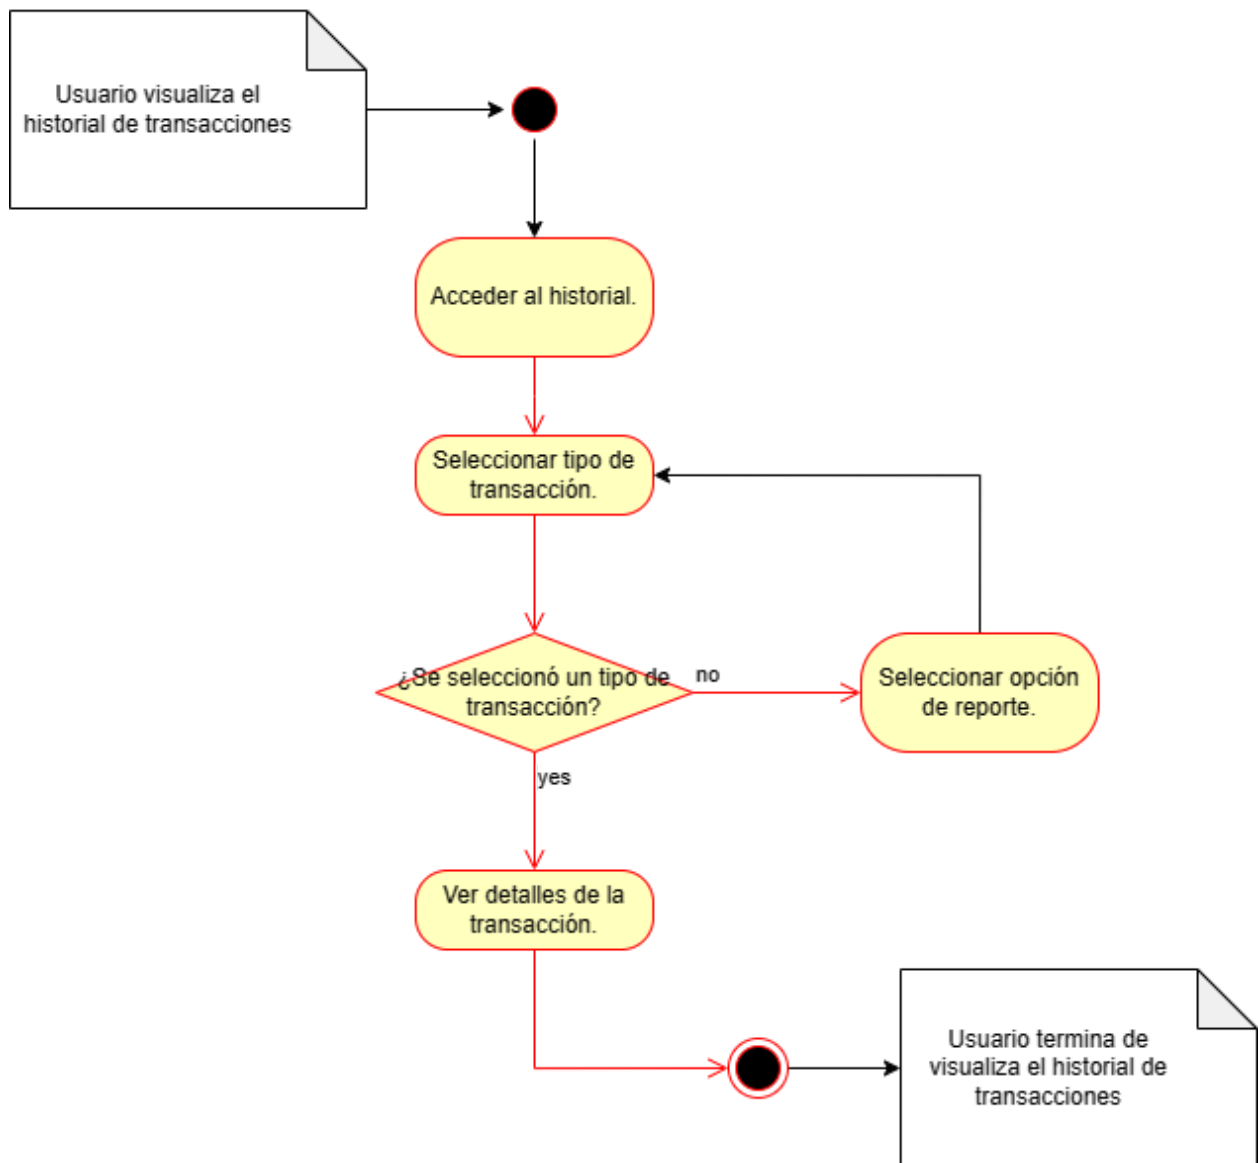 Usuario visualiza el
historial de transacciones
Acceder al historial.
Seleccionar tipo de
transacción.
¿Se seleccionó un tipo de
transacción?
no
Seleccionar opción
de reporte.
yes
Ver detalles de la
transacción.
Usuario termina de
visualiza el historial de
transacciones